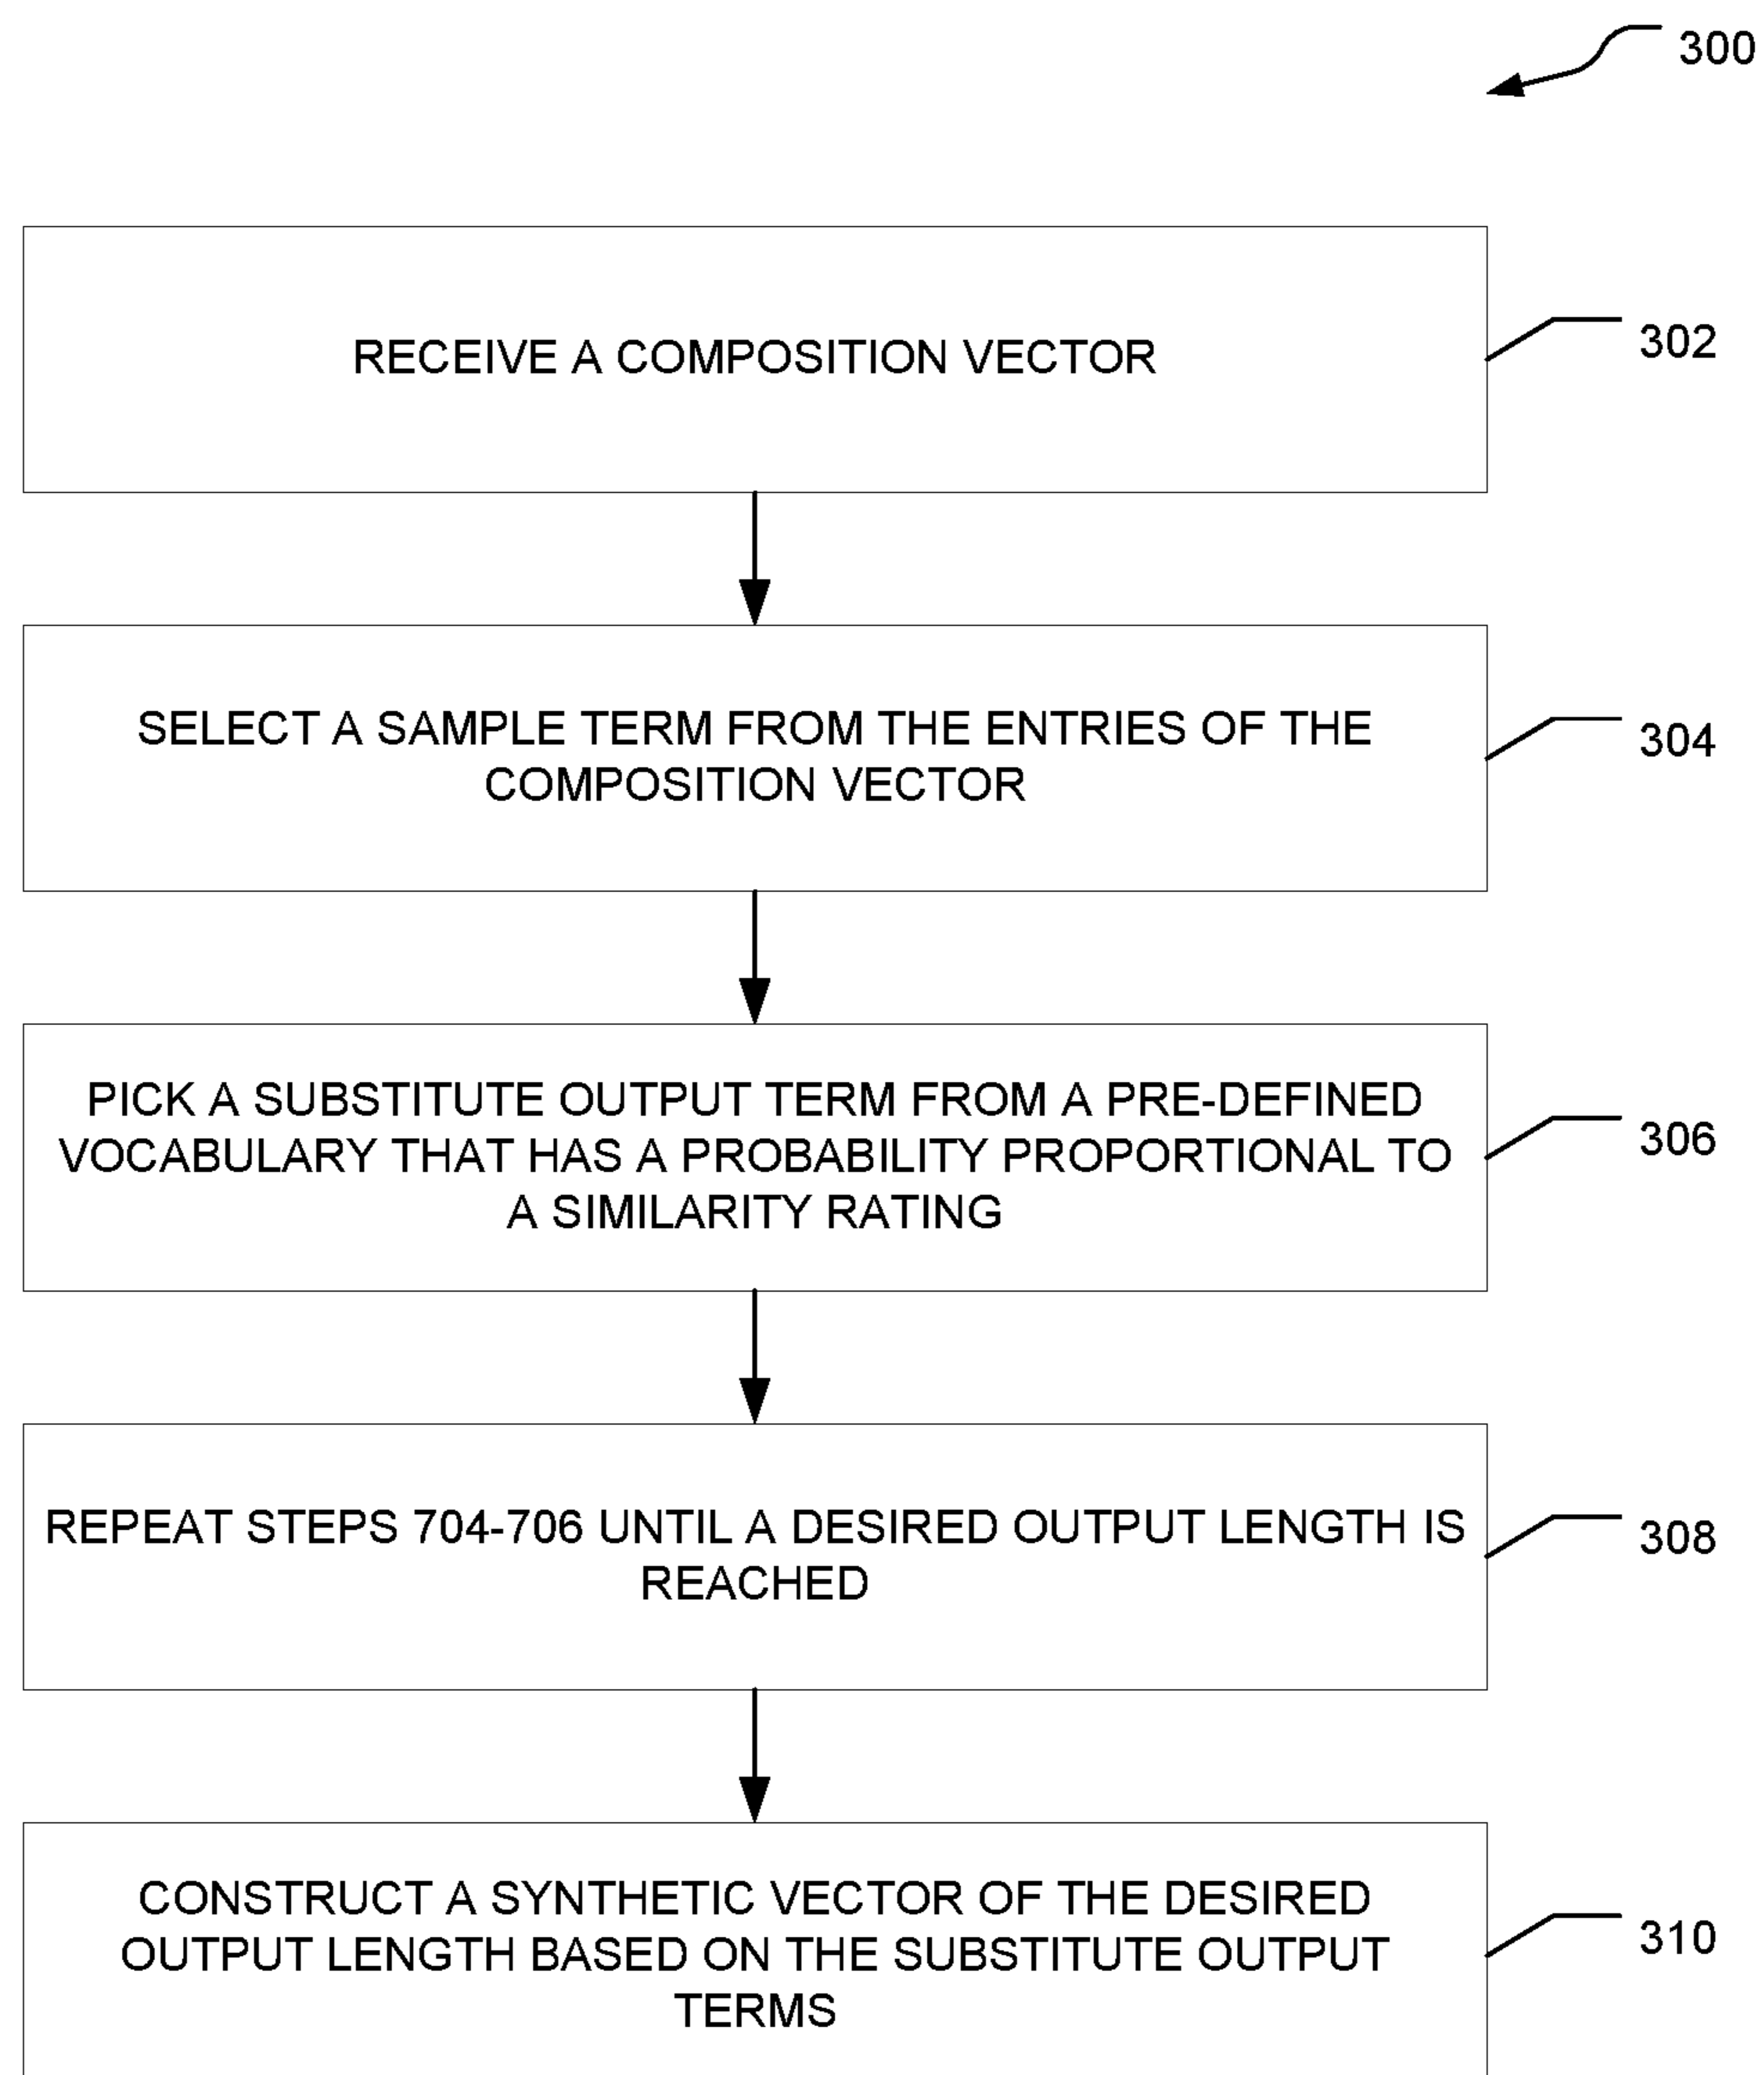 300
RECEIVE A COMPOSITION VECTOR
302
SELECT A SAMPLE TERM FROM THE ENTRIES OF THE
COMPOSITION VECTOR
304
PICK A SUBSTITUTE OUTPUT TERM FROM A PRE-DEFINED
VOCABULARY THAT HAS A PROBABILITY PROPORTIONAL TO
A SIMILARITY RATING
306
REPEAT STEPS 704-706 UNTIL A DESIRED OUTPUT LENGTH IS
REACHED
308
CONSTRUCT A SYNTHETIC VECTOR OF THE DESIRED
OUTPUT LENGTH BASED ON THE SUBSTITUTE OUTPUT
TERMS
310